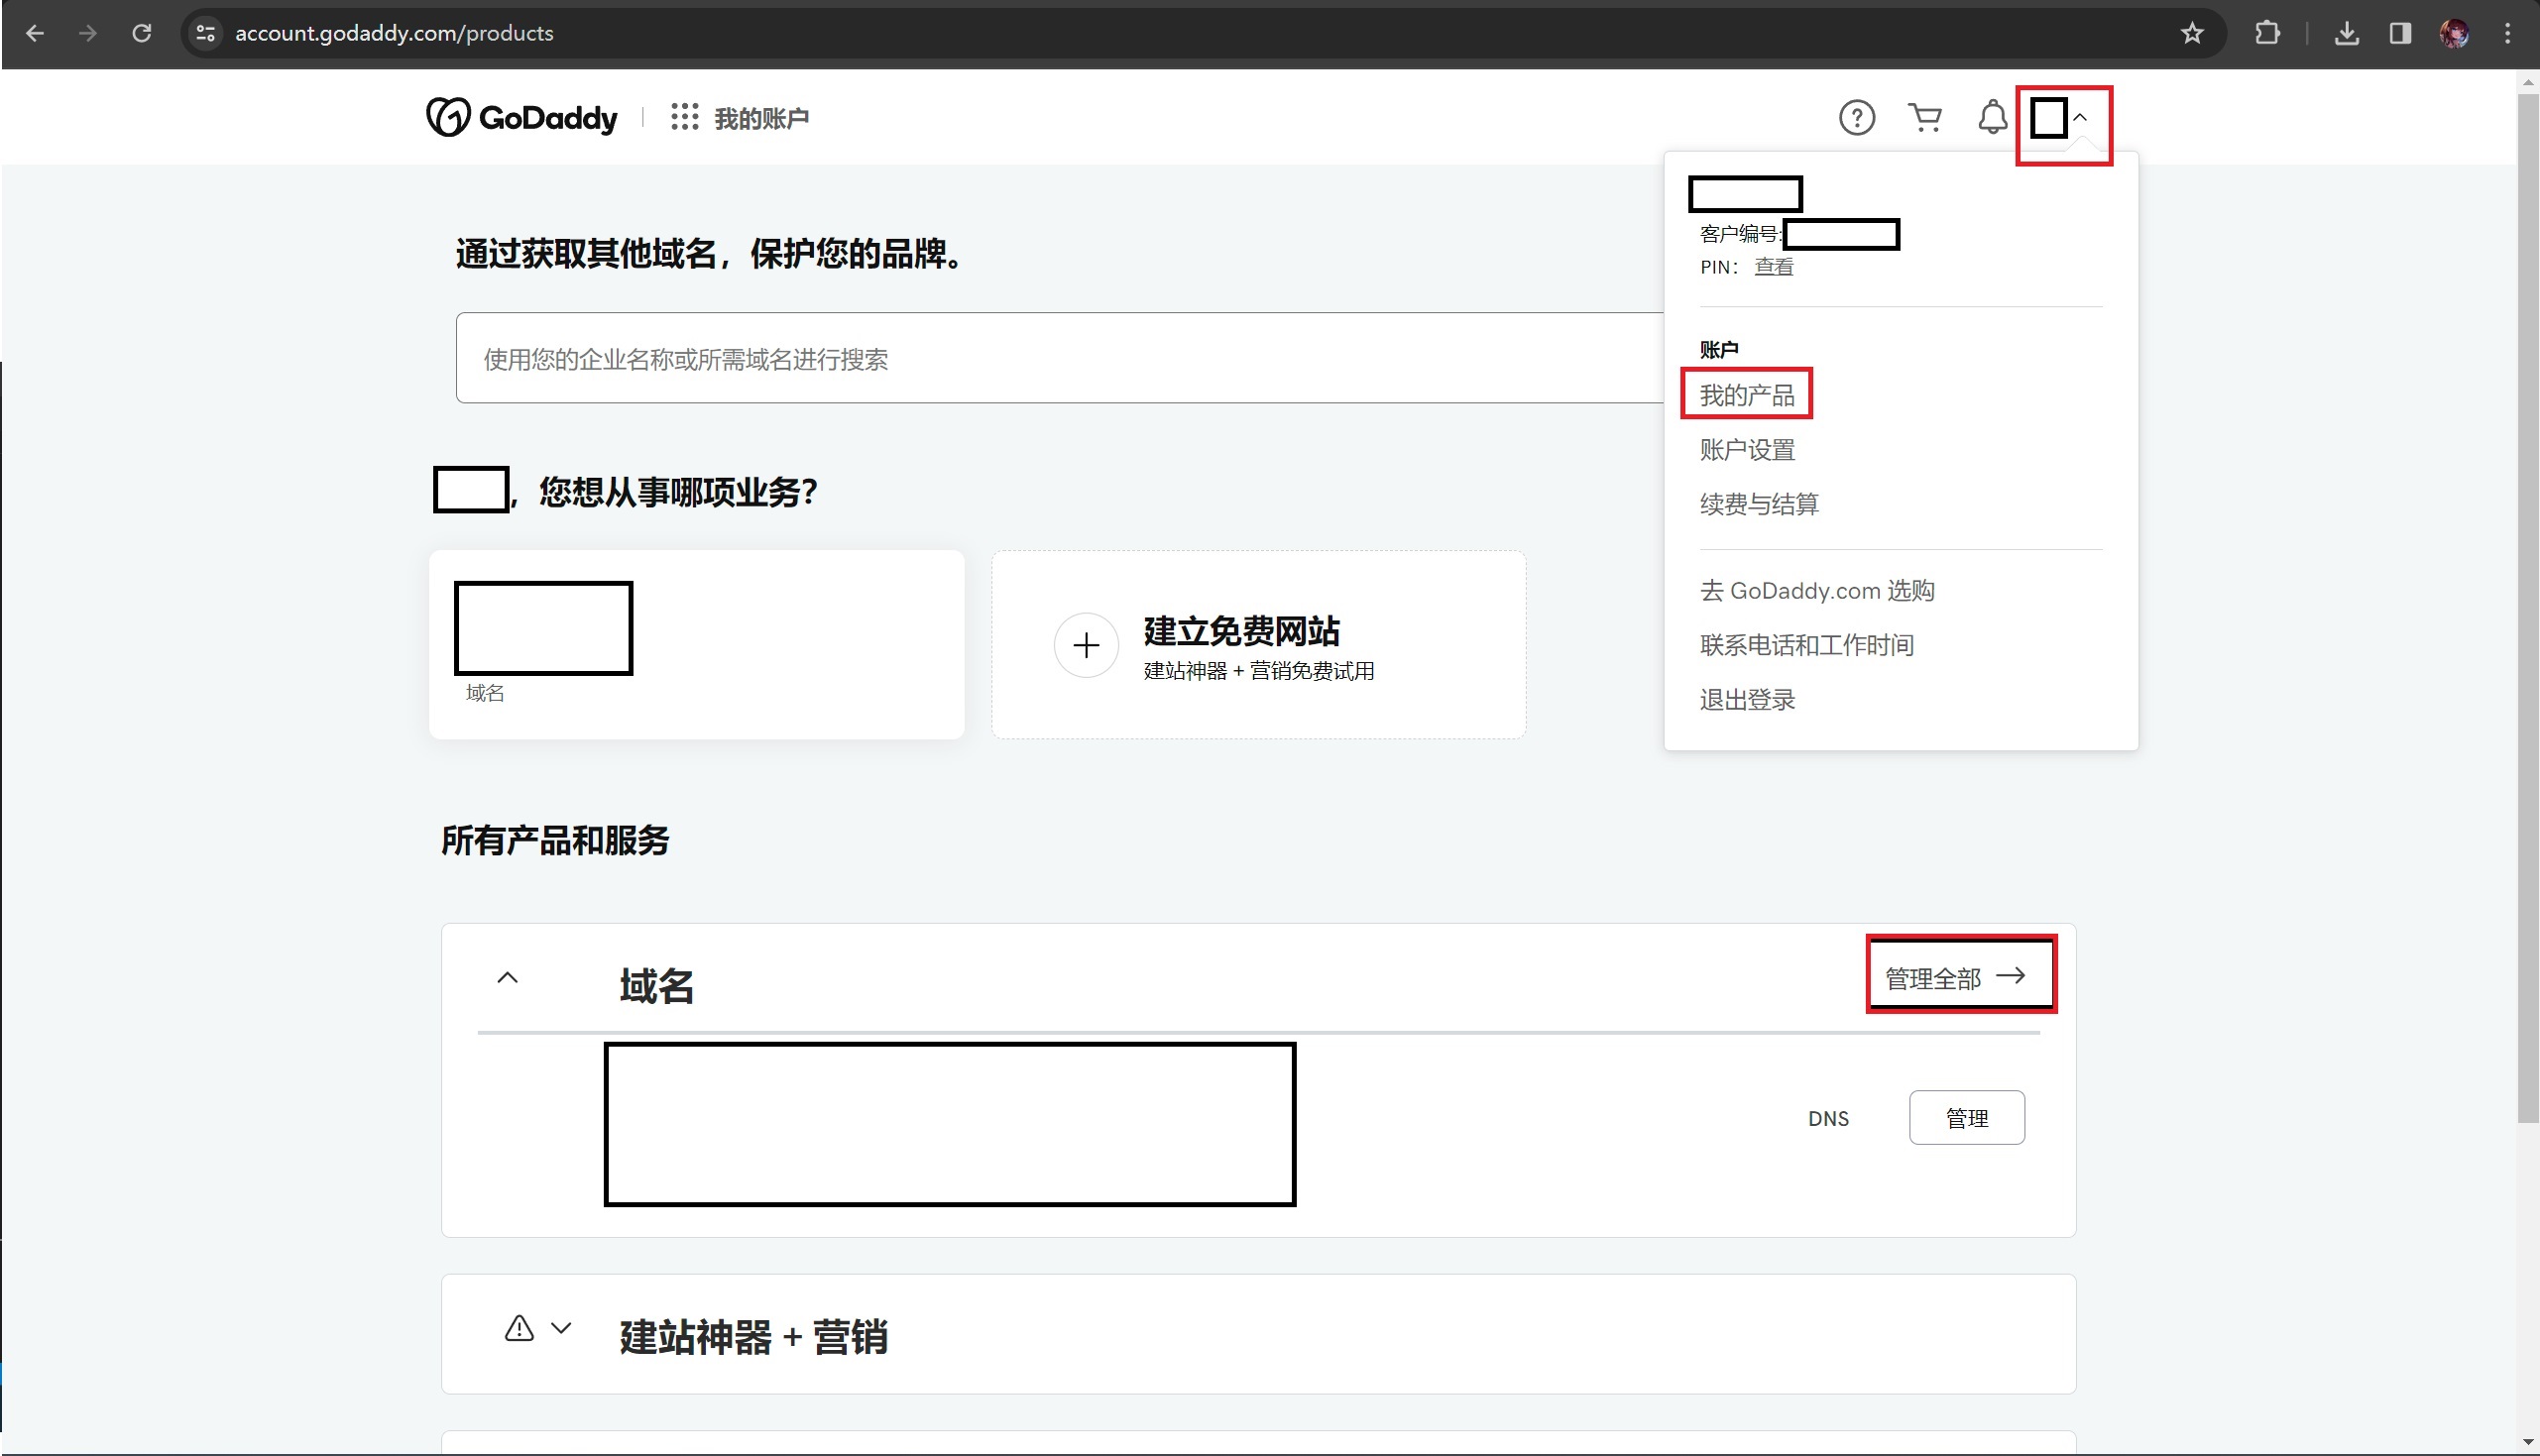 account.godaddy.com/products
GoDaddy
我的账户
客户编号:
PIN： 查看
账户
我的产品
账户设置
续费与结算
去 GoDaddy.com 选购
联系电话和工作时间
退出登录
通过获取其他域名，保护您的品牌。
使用您的企业名称或所需域名进行搜索
，您想从事哪项业务？
域名
建立免费网站
建站神器 + 营销免费试用
所有产品和服务
域名
管理全部
DNS
管理
建站神器 + 营销